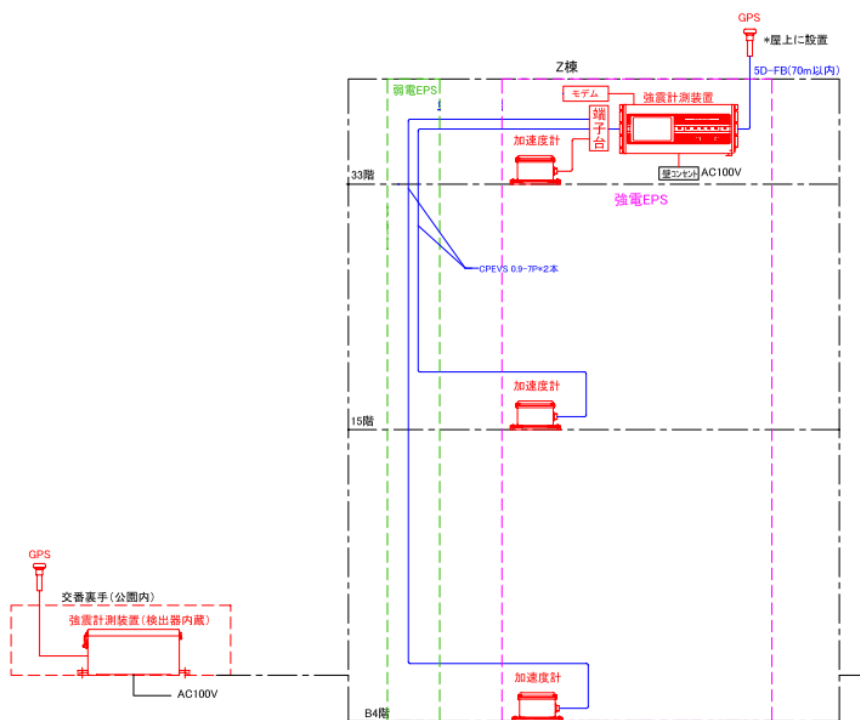 GPS
*屋上に設置
Z棟
5D-FB(70m以内)
弱電EPS
モデム
強震計測装置
端子台
加速度計
壁コンセント
AC100V
33階
強電EPS
CPEVS 0.9-7P*2本
加速度計
15階
GPS
交番裏手(公園内)
強震計測装置(検出器内蔵)
加速度計
AC100V
B4階